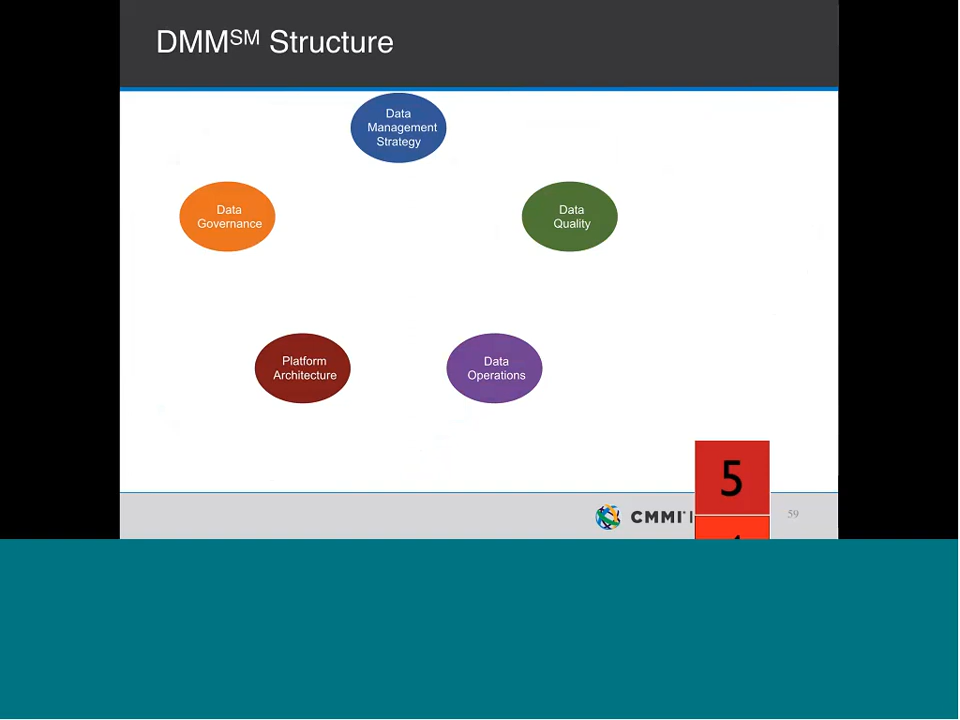 DMMSM Structure
Data
Management
Strategy
Data
Governance
Data
Quality
Platform
Architecture
Data
Operations
5
CMMI
59